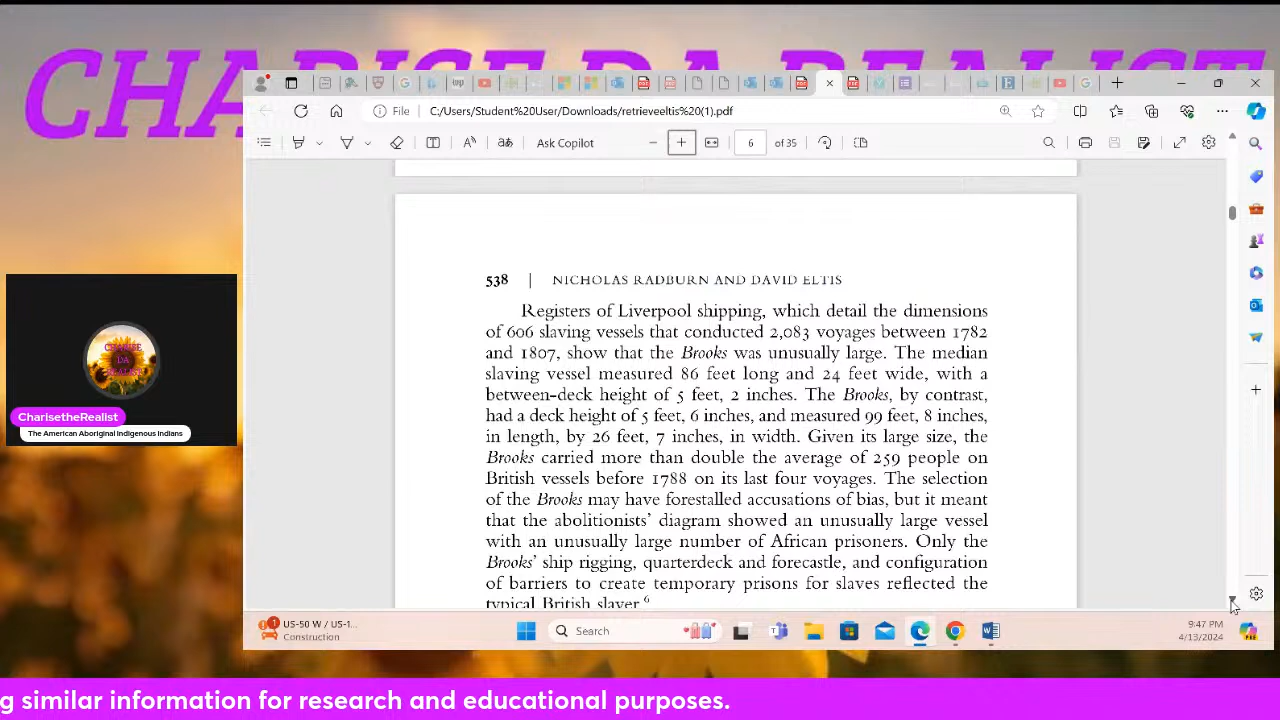 CHARISE DA REALIST
File
C:/Users/Student%20User/Downloads/retrieveeltis%20(1).pdf
Ask Copilot
6
of 35
538 | NICHOLAS RADBURN AND DAVID ELTIS
Registers of Liverpool shipping, which detail the dimensions
of 606 slaving vessels that conducted 2,083 voyages between 1782
and 1807, show that the Brooks was unusually large. The median
slaving vessel measured 86 feet long and 24 feet wide, with a
between-deck height of 5 feet, 2 inches. The Brooks, by contrast,
had a deck height of 5 feet, 6 inches measured 99 feet, 8 inches,
in length, by 26 feet, 7 inches, in width. Given its large size, the
Brooks carried more than double the average of 259 people on
British vessels before 1788 on its last four voyages. The selection
of the Brooks may have forestalled accusations of bias, but it meant
that the abolitionists' diagram showed an unusually large vessel
with an unusually large number of African prisoners. Only the
Brooks' ship rigging, quarterdeck and forecastle, and configuration
of barriers to create temporary prisons for slaves reflected the
typical British slaver.6
CHARISE
DA
REALIST
CharisetheRealist
The American Aboriginal Indigenous Indians
1
US-50 W / US-1...
Construction
Search
9:47 PM
4/13/2024
g similar information for research and educational purposes.